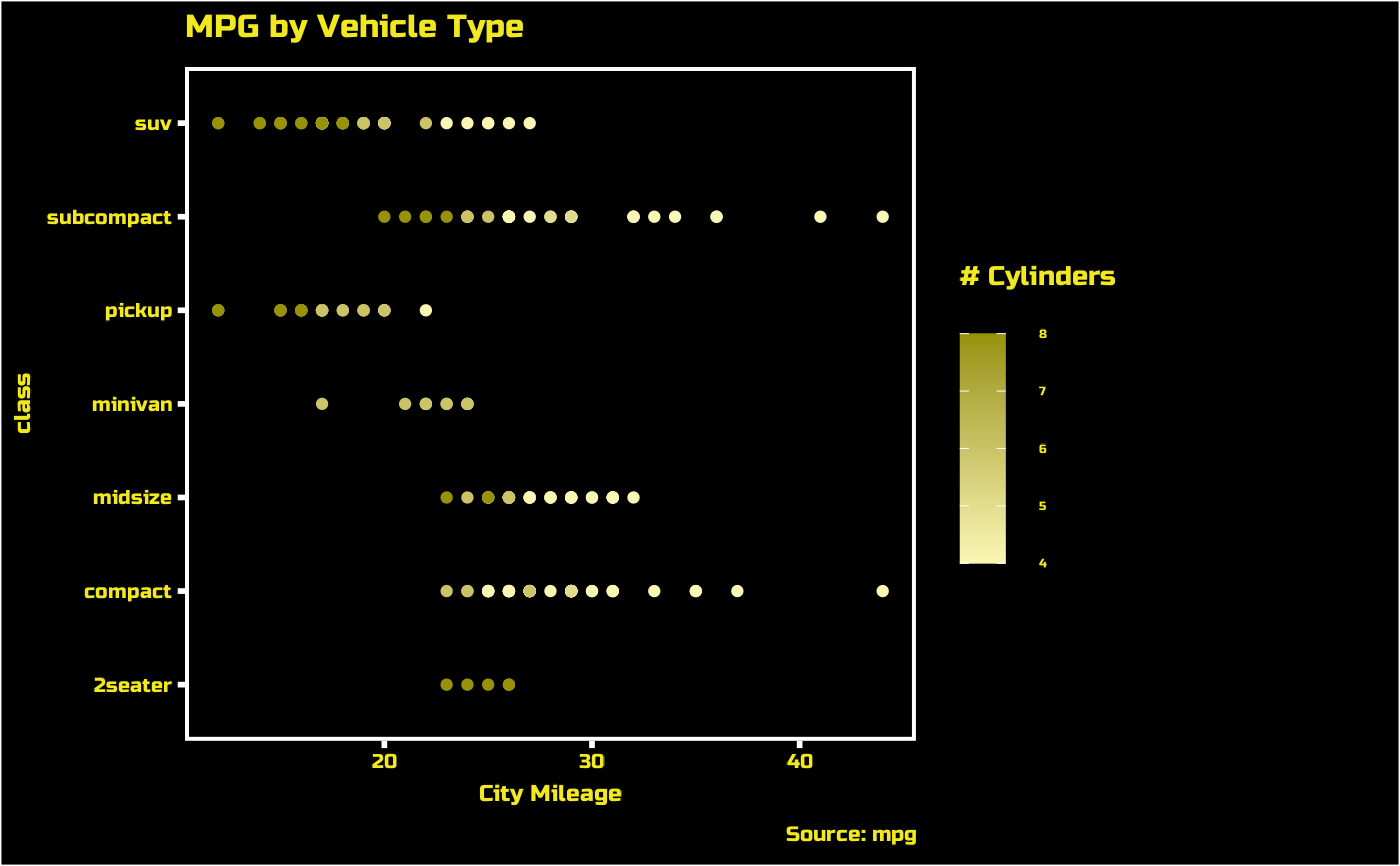 MPG by Vehicle Type
suv
subcompact
pickup
minivan
midsize
compact
2seater
class
20 30 40
City Mileage
Source: mpg
# Cylinders
8
7
6
5
4